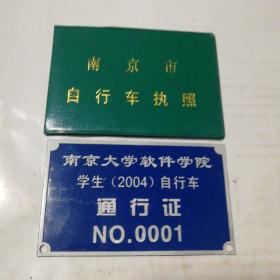 南京市
自行车执照
南京大学软件学院
学生（2004）自行车
通行证
NO.0001